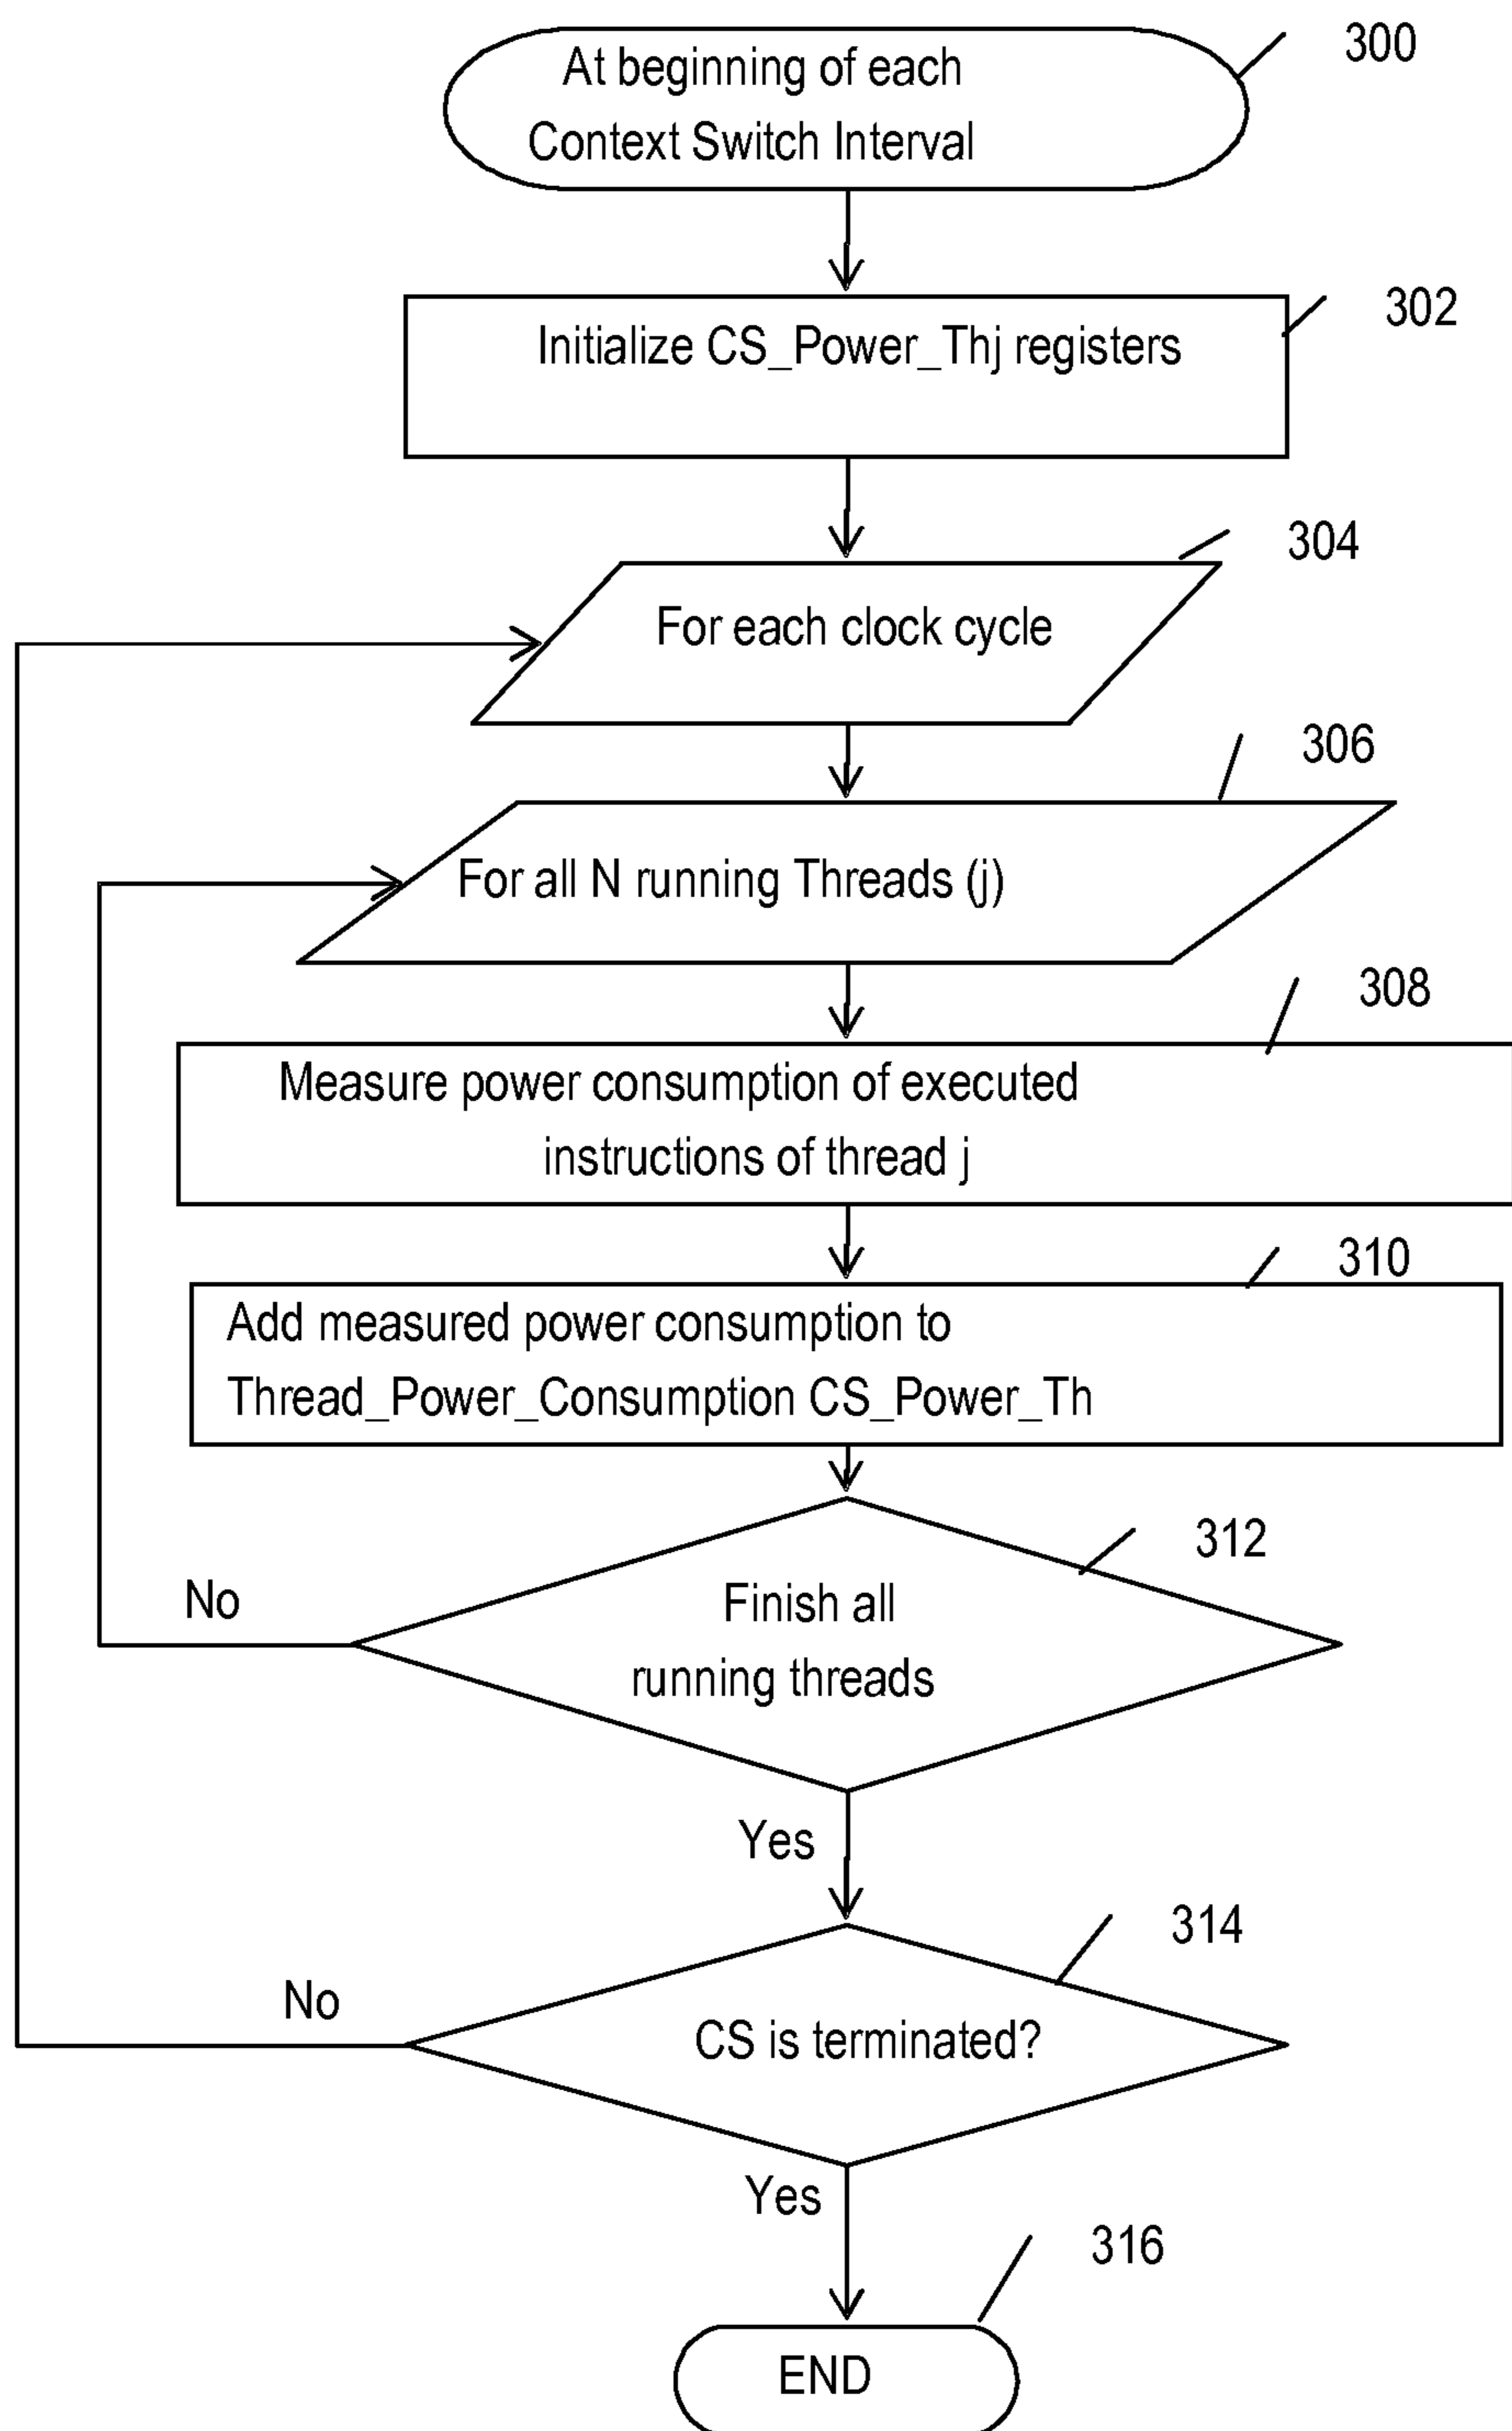 At beginning of each
Context Switch Interval
300
Initialize CS_Power_Thj registers
302
For each clock cycle
304
For all N running Threads (j)
306
Measure power consumption of executed
instructions of thread j
308
Add measured power consumption to
Thread_Power_Consumption CS_Power_Th
310
Finish all
running threads
312
No
Yes
CS is terminated?
314
No
Yes
END
316